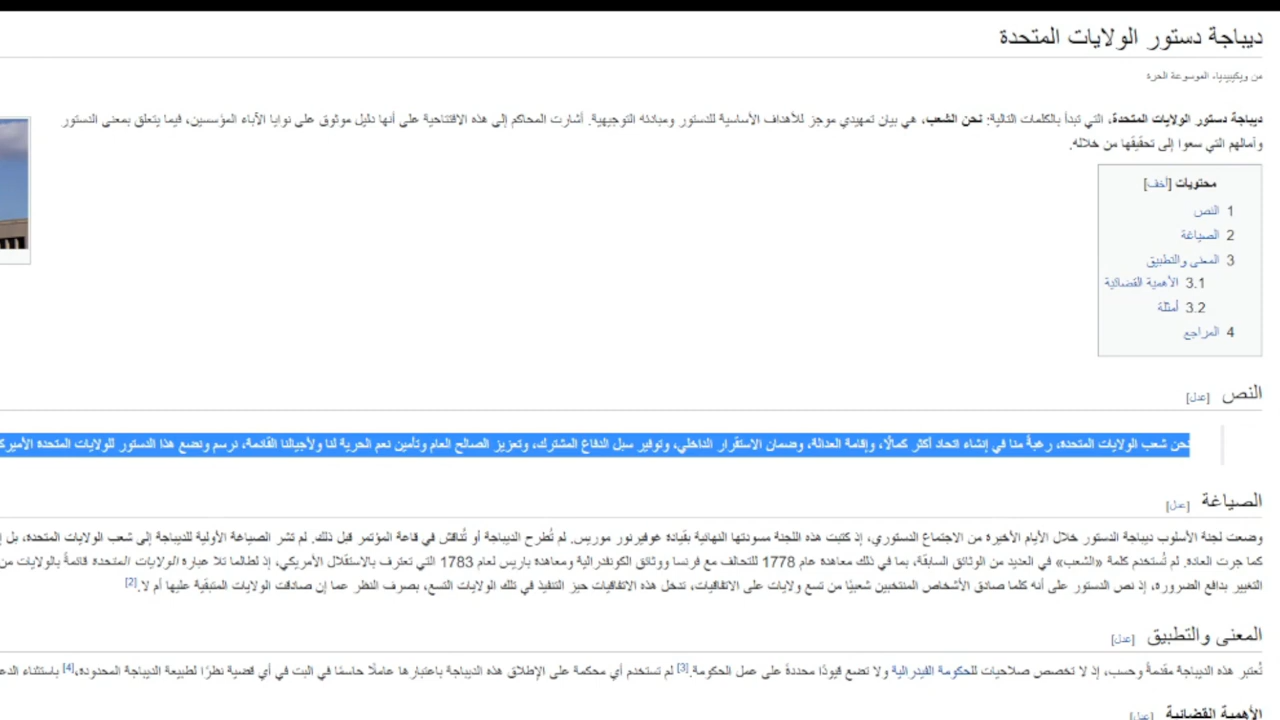 ديباجة دستور الولايات المتحدة
من ويكيبيديا، الموسوعة الحرة
ديباجة دستور الولايات المتحدة، التي تبدأ بالكلمات التالية: نحن الشعب، هي بيان تمهيدي موجز للأهداف الأساسية للدستور ومبادئه التوجيهية. أشارت المحاكم إلى هذه الافتتاحية على أنها دليل موثوق على نوايا الآباء المؤسسين، فيما يتعلق بمعنى الدستور
وآمالهم التي سعوا إلى تحقيقها من خلاله.
محتويات [أخف]
1 النص
2 الصياغة
3 المعنى والتطبيق
3.1 الأهمية القضائية
3.2 أمثلة
4 المراجع
النص [عدل]
نحن شعب الولايات المتحدة، رغبةً منا في إنشاء اتحاد أكثر كمالًا، وإقامة العدالة، وضمان الاستقرار الداخلي، وتوفير سبل الدفاع المشترك، وتعزيز الصالح العام وتأمين نعم الحرية لنا ولأجيالنا القادمة، نرسم ونضع هذا الدستور للولايات المتحدة
الصياغة [عدل]
وضعت لجنة الأسلوب ديباجة الدستور خلال الأيام الأخيرة من الاجتماع الدستوري، إذ كتبت هذه اللجنة مسودتها النهائية بقيادة غوفيرنور موريس. لم تُطرح الديباجة أو تُناقش في قاعة المؤتمر قبل ذلك. لم تشر الصياغة الأولية للديباجة إلى شعب الولايات المتحدة، بل
كما جرت العادة. لم تُستخدم كلمة «الشعب» في العديد من الوثائق السابقة، بما في ذلك معاهدة عام 1778 للتحالف مع فرنسا ووثائق الكونفدرالية ومعاهدة باريس لعام 1783 التي تعترف بالاستقلال الأمريكي، إذ لطالما تلا عبارة الولايات المتحدة قائمةً بالولايات من
التغيير بدافع الضرورة، إذ نص الدستور على أنه كلما صادق الأشخاص المنتخبين شعبيًا من تسع ولايات على الاتفاقيات، تدخل هذه الاتفاقيات حيز التنفيذ في تلك الولايات التسع، بصرف النظر عما إن صادقت الولايات المتبقية عليها أم لا.[2]
المعنى والتطبيق [عدل]
تُعتبر هذه الديباجة مقدمةً وحسب، إذ لا تخصص صلاحيات للحكومة الفيدرالية ولا تضع قيودًا محددةً على عمل الحكومة.[3] لم تستخدم أي محكمة على الإطلاق هذه الديباجة باعتبارها عاملًا حاسمًا في البت في أي قضية نظرًا لطبيعة الديباجة المحدودة،[4] باستثناء
الأهمية القضائية [عدل]